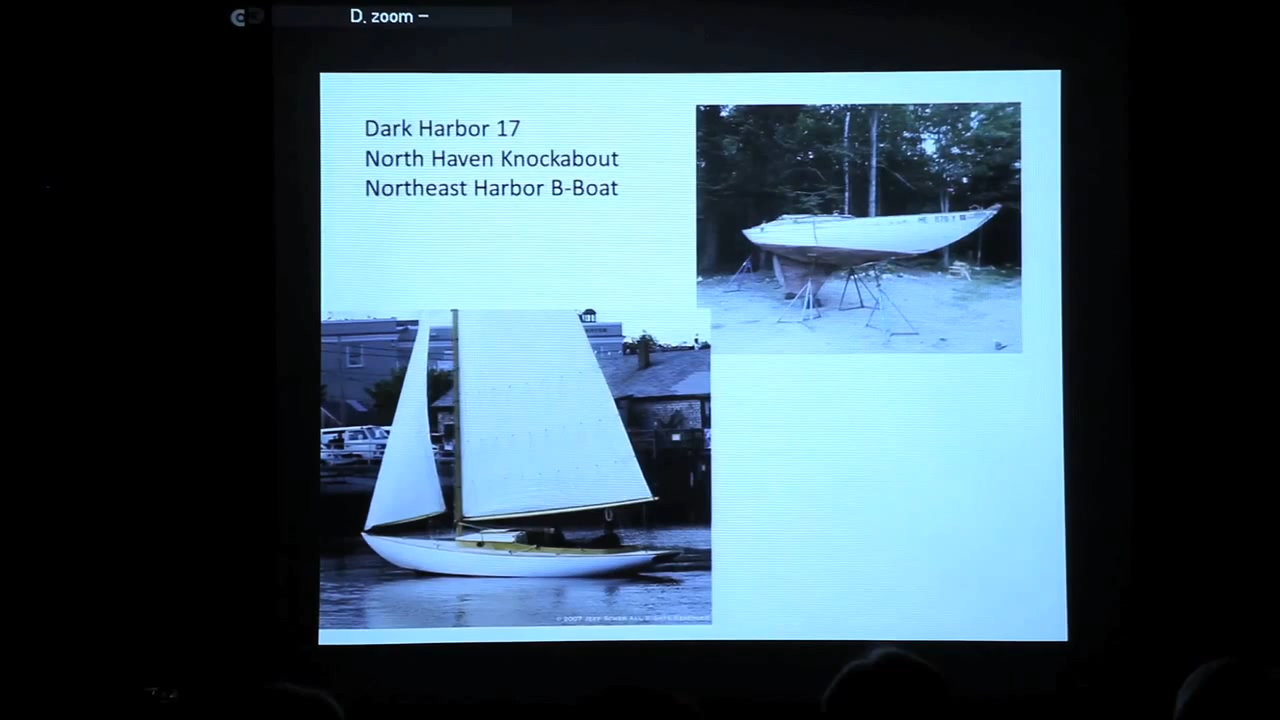 D. zoom −
Dark Harbor 17
North Haven Knockabout
Northeast Harbor B-Boat